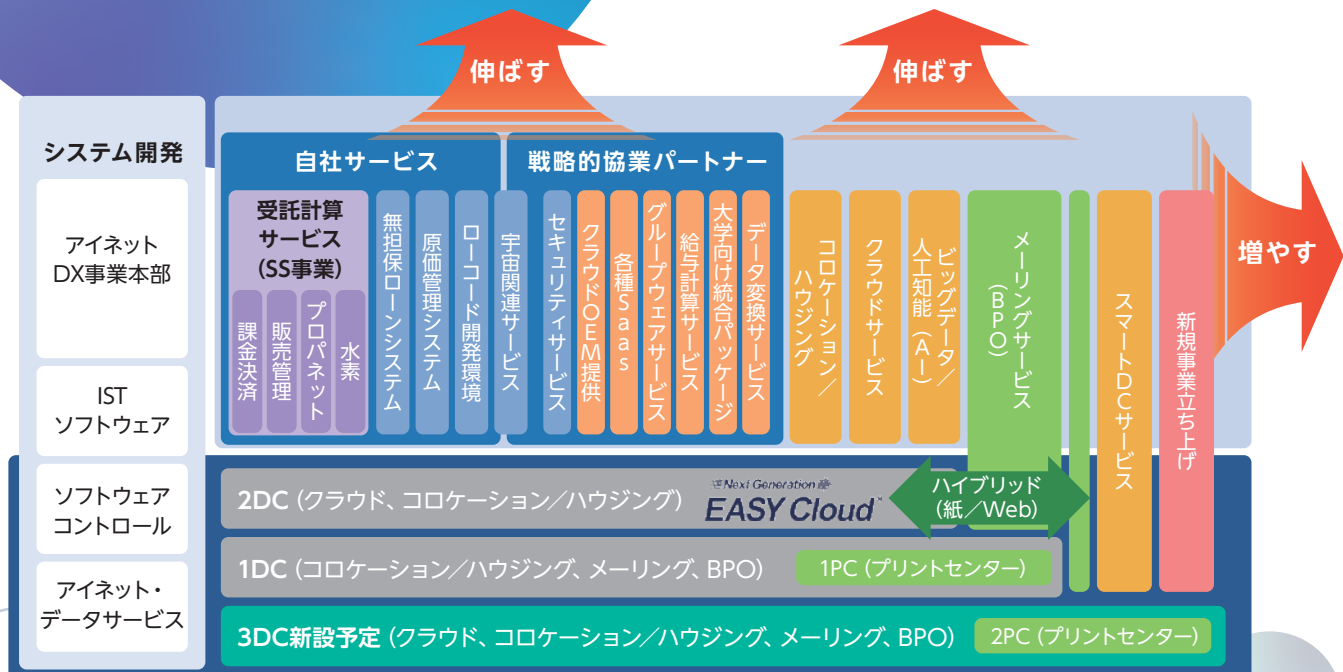 伸ばす
伸ばす
増やす
システム開発
アイネット
DX事業本部
IST
ソフトウェア
ソフトウェア
コントロール
アイネット・
データサービス
自社サービス
戦略的協業パートナー
受託計算
サービス
(SS事業)
課金決済
販売管理
プロパネット
水素
無担保ローンシステム
原価管理システム
ローコード開発環境
宇宙関連サービス
セキュリティサービス
クラウドOEM提供
各種Saas
グループウェアサービス
給与計算サービス
大学向け統合パッケージ
データ変換サービス
コロケーション/
ハウジング
クラウドサービス
ビッグデータ/
人工知能(AI)
メーリングサービス
(BPO)
スマートDCサービス
新規事業立ち上げ
2DC (クラウド、コロケーション/ハウジング)
Next Generation
EASY Cloud
ハイブリッド
(紙/Web)
1DC (コロケーション/ハウジング、メーリング、BPO)
1PC (プリントセンター)
3DC新設予定 (クラウド、コロケーション/ハウジング、メーリング、BPO)
2PC (プリントセンター)